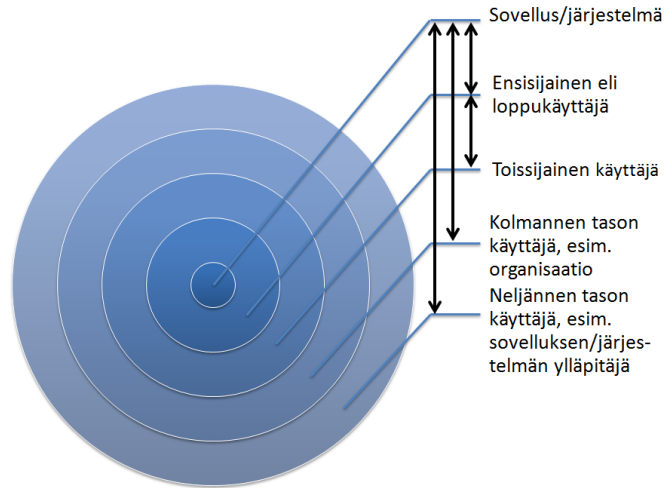 Sovellus/järjestelmä
Ensisijainen eli
loppukäyttäjä
Toissijainen käyttäjä
Kolmannen tason
käyttäjä, esim.
organisaatio
Neljännen tason
käyttäjä, esim.
sovelluksen/järjes-
telmän ylläpitäjä